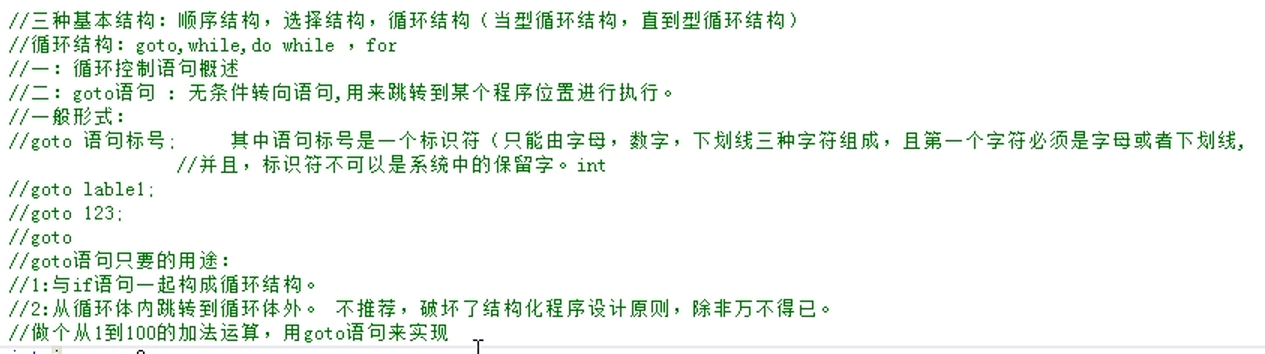 //三种基本结构：顺序结构，选择结构，循环结构（当型循环结构，直到型循环结构）
//循环结构：goto,while,do while ，for
//一：循环控制语句概述
//二：goto语句 ：无条件转向语句,用来跳转到某个程序位置进行执行。
//一般形式：
//goto 语句标号;     其中语句标号是一个标识符（只能由字母，数字，下划线三种字符组成，且第一个字符必须是字母或者下划线,
//并且，标识符不可以是系统中的保留字。int
//goto lable1;
//goto 123;
//goto
//goto语句只要的用途：
//1:与if语句一起构成循环结构。
//2:从循环体内跳转到循环体外。 不推荐，破坏了结构化程序设计原则，除非万不得已。
//做个从1到100的加法运算，用goto语句来实现